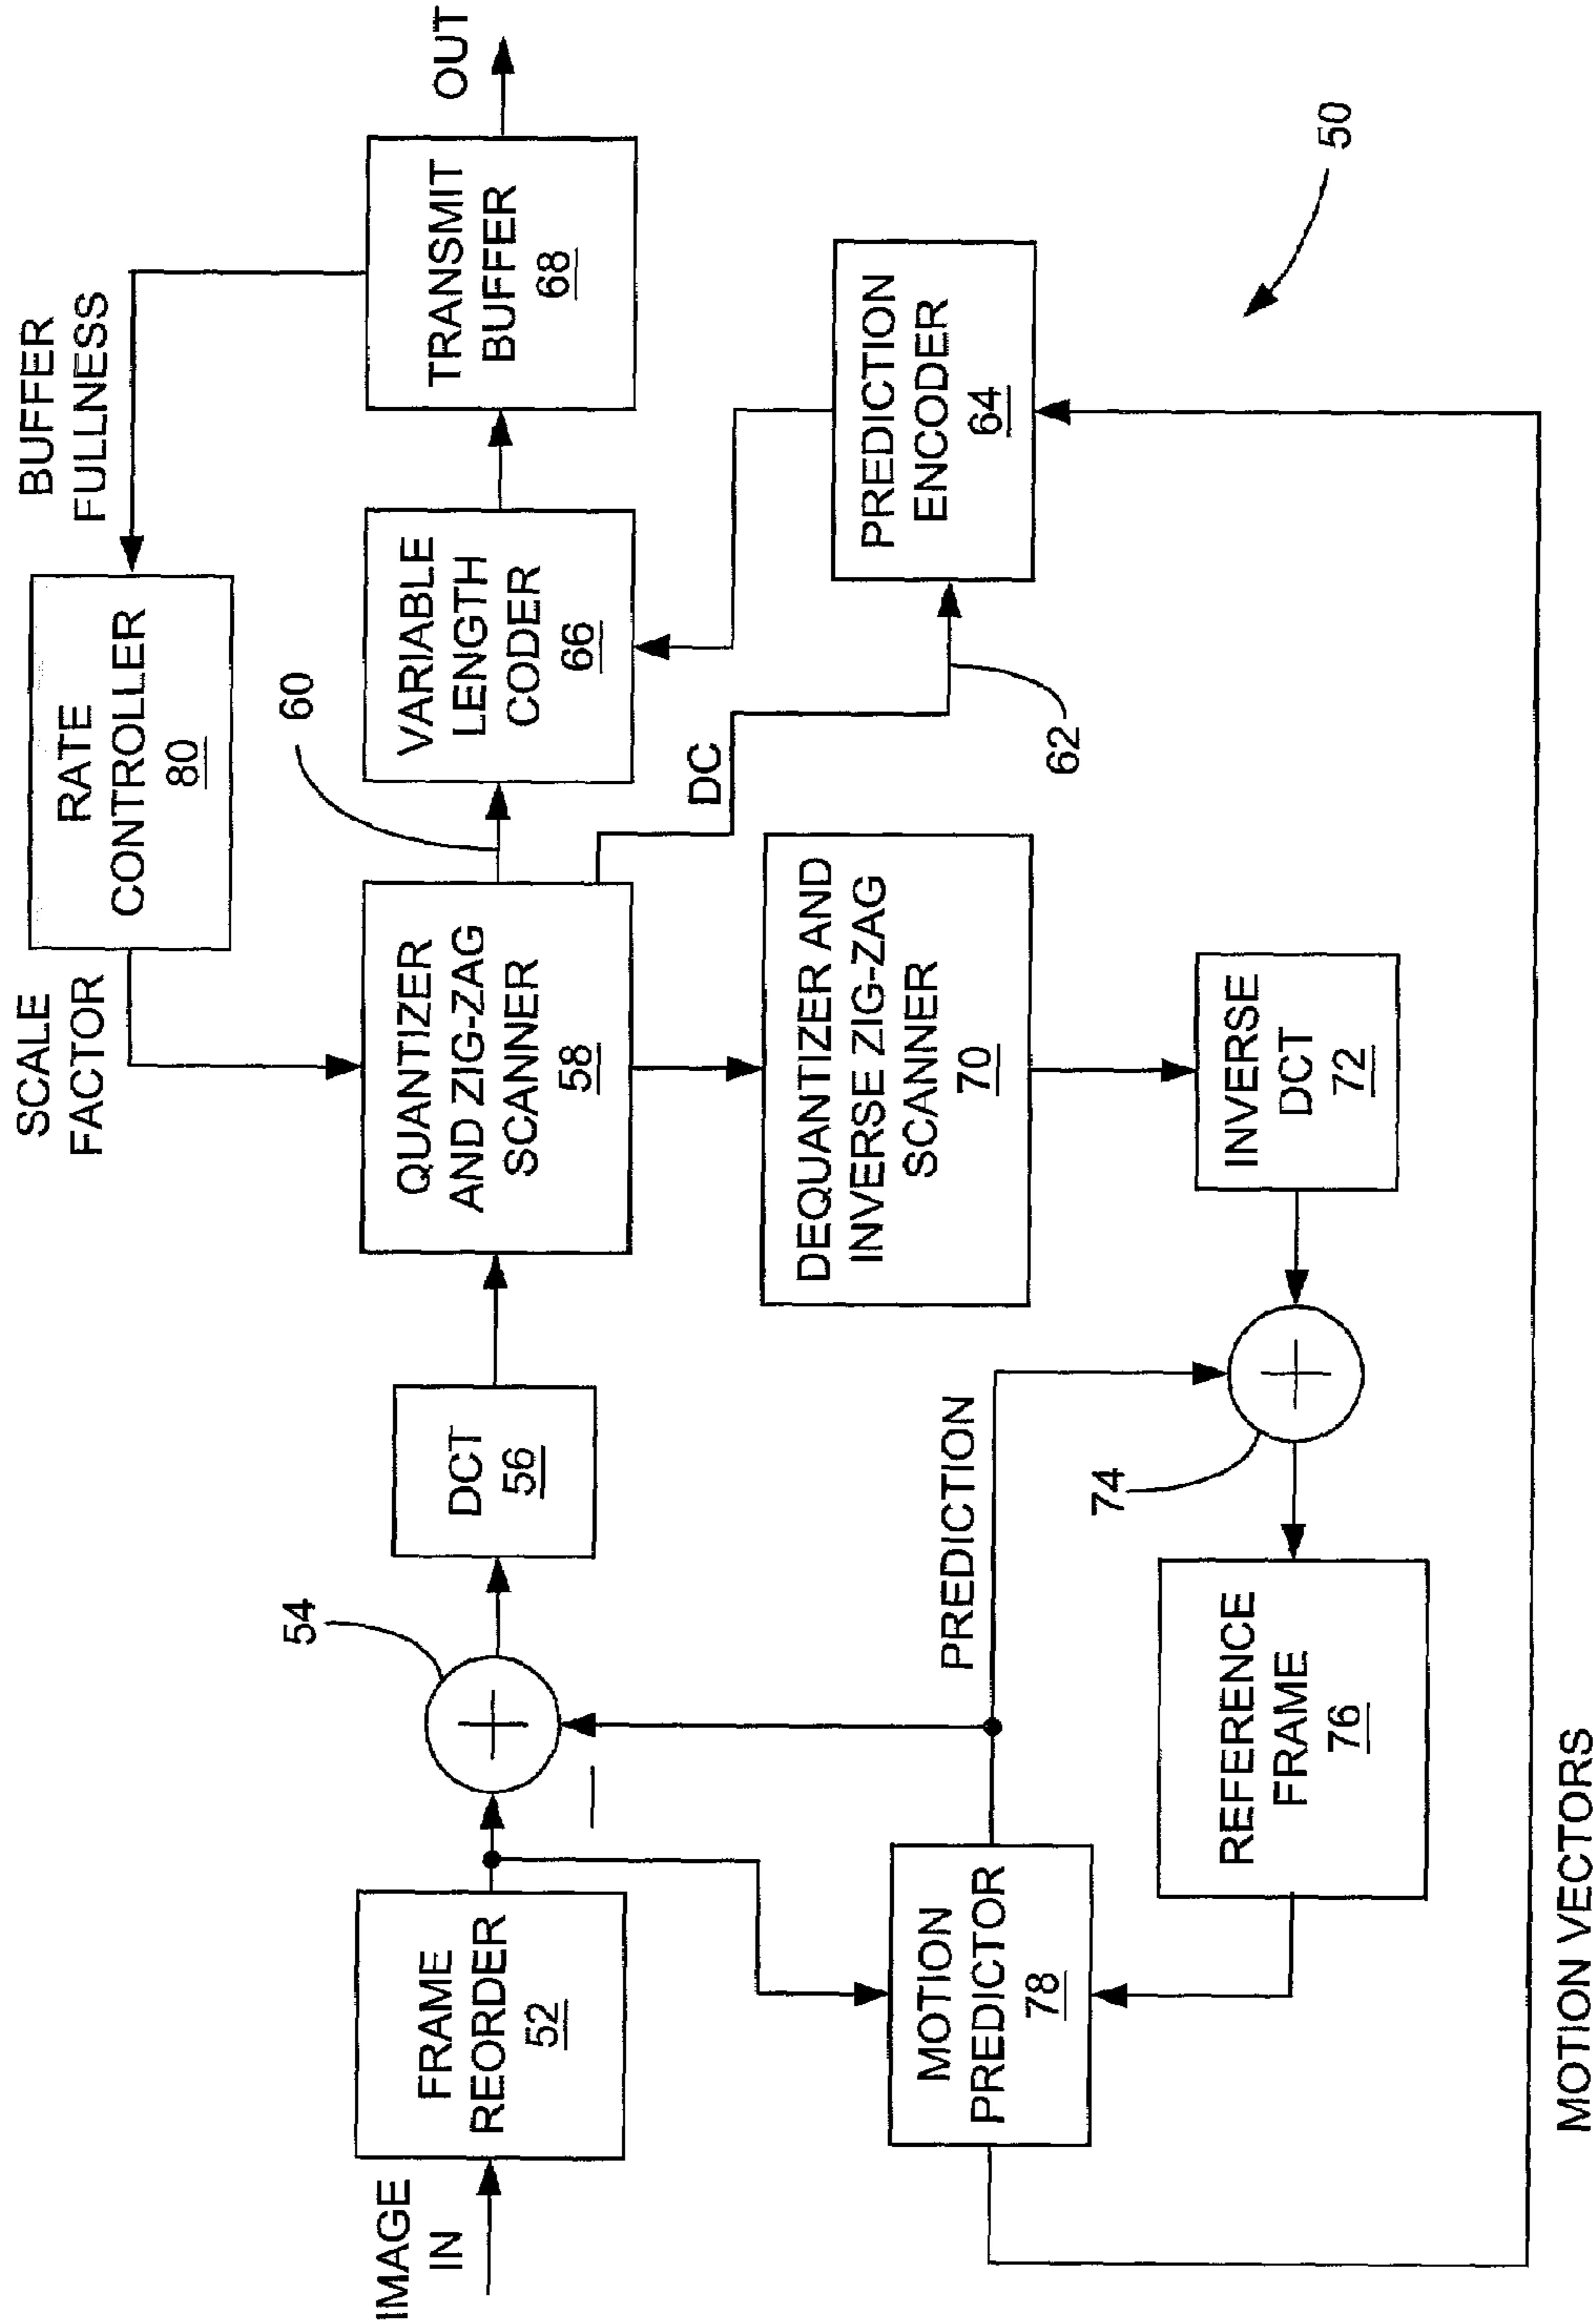 BUFFER
FULLNESS
SCALE
FACTOR
RATE
CONTROLLER
80
IMAGE
IN
FRAME
REORDER
52
54
DCT
56
QUANTIZER
AND ZIG-ZAG
SCANNER
58
60
VARIABLE
LENGTH
CODER
66
TRANSMIT
BUFFER
68
OUT
DC
62
PREDICTION
ENCODER
64
DEQUANTIZER AND
INVERSE ZIG-ZAG
SCANNER
70
MOTION
PREDICTOR
78
PREDICTION
INVERSE
DCT
72
74
REFERENCE
FRAME
76
50
MOTION VECTORS